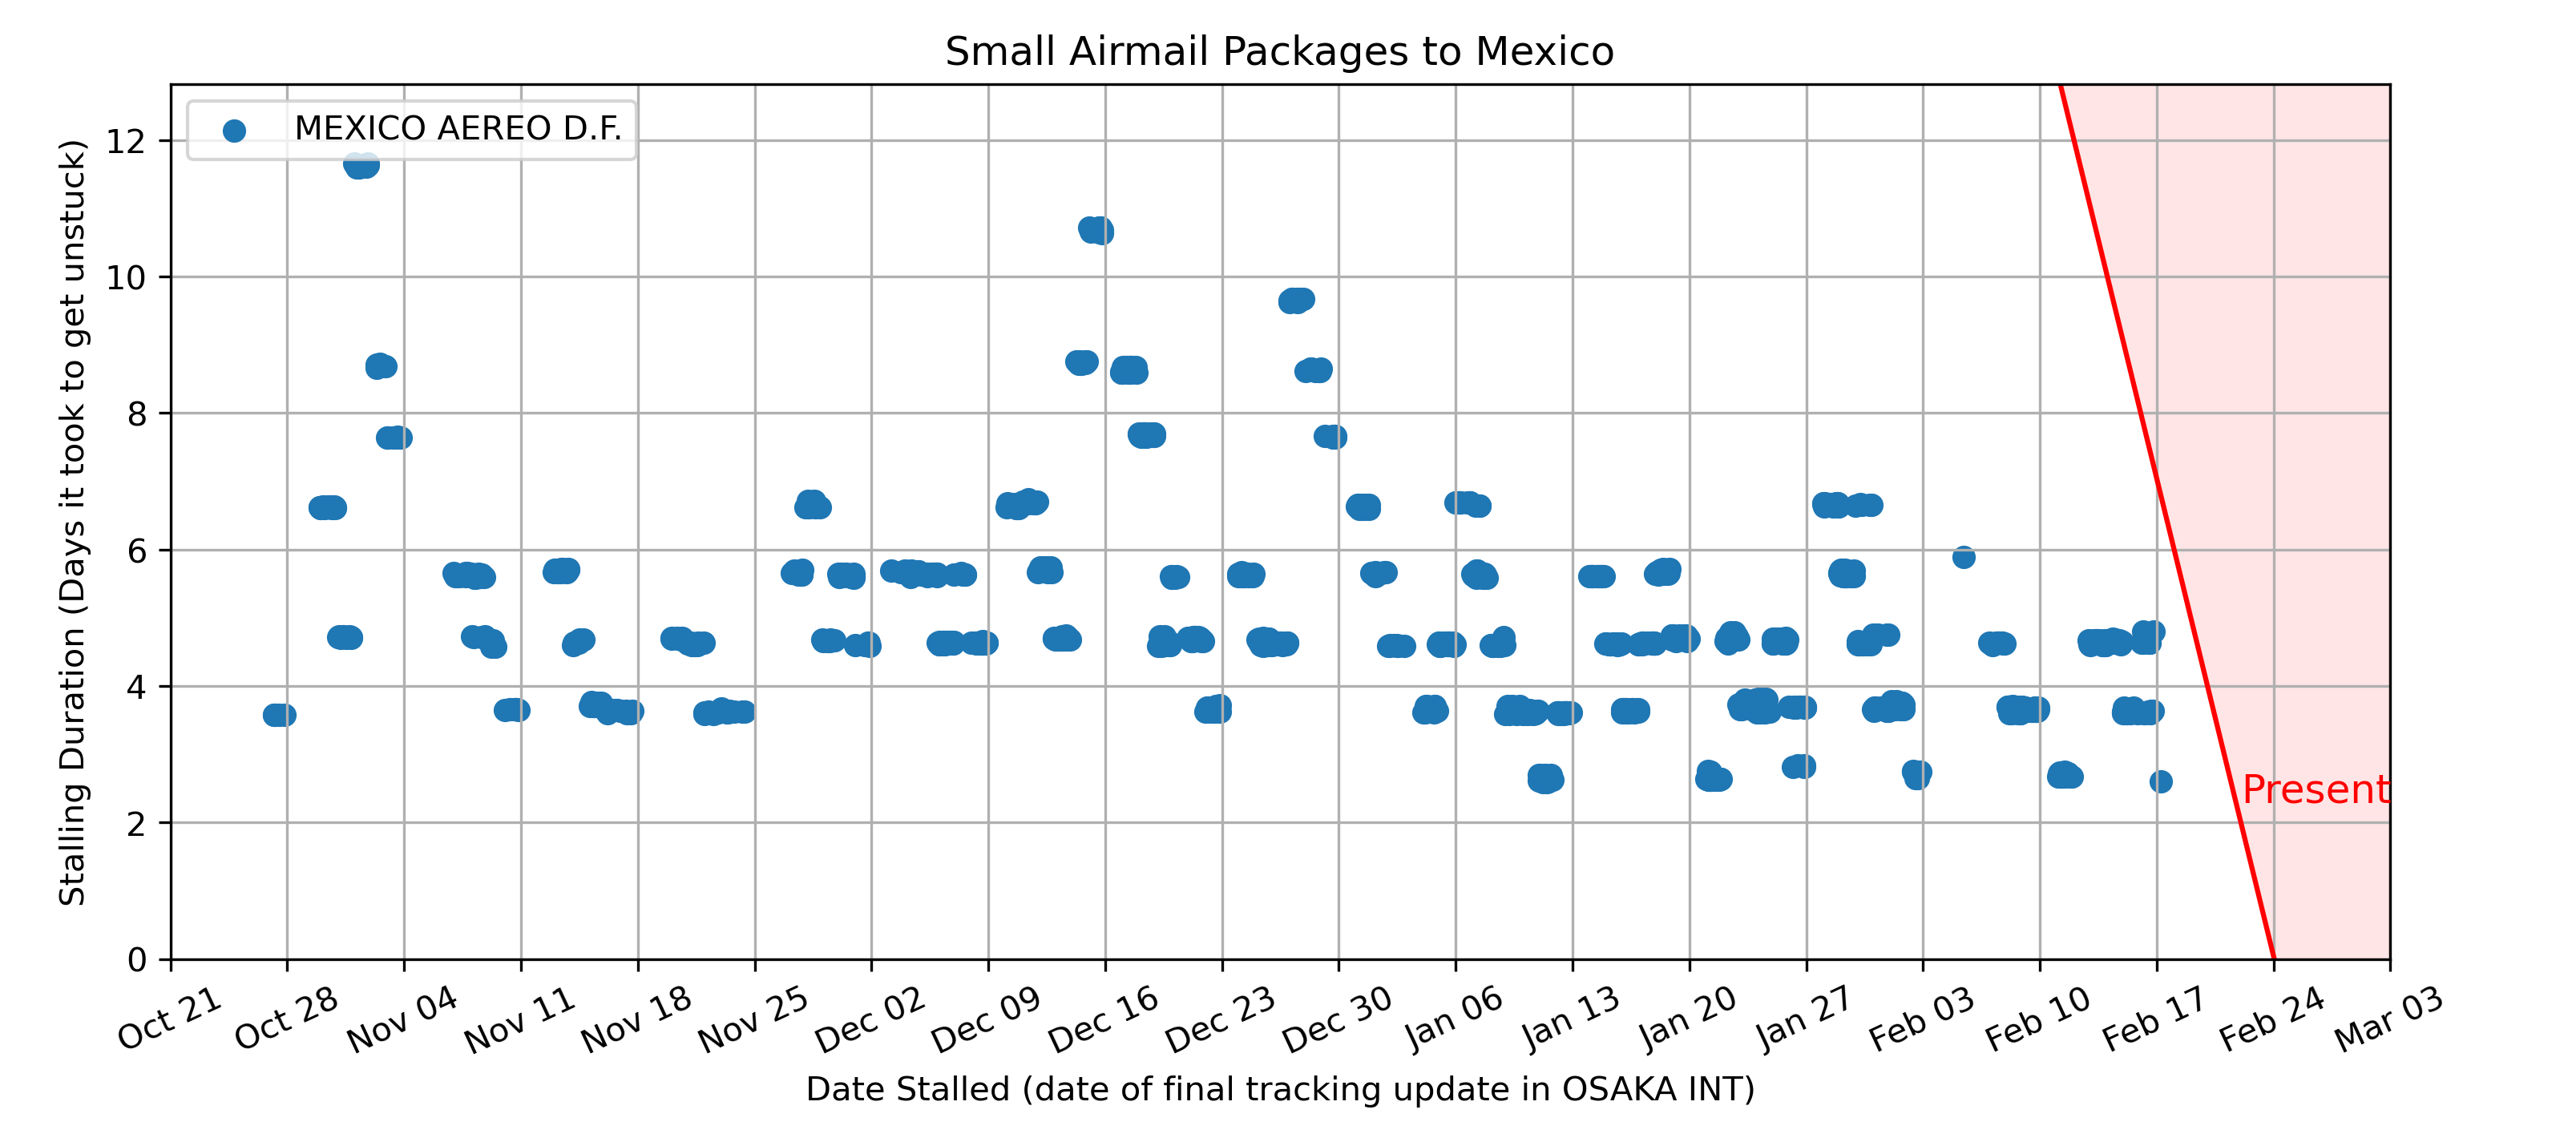 Small Airmail Packages to Mexico
MEXICO AEREO D.F.
Stalling Duration (Days it took to get unstuck)
12
10
8
6
4
2
0
Present
Oct 21
Oct 28
Nov 04
Nov 11
Nov 18
Nov 25
Dec 02
Dec 09
Dec 16
Dec 23
Dec 30
Jan 06
Jan 13
Jan 20
Jan 27
Feb 03
Feb 10
Feb 17
Feb 24
Mar 03
Date Stalled (date of final tracking update in OSAKA INT)